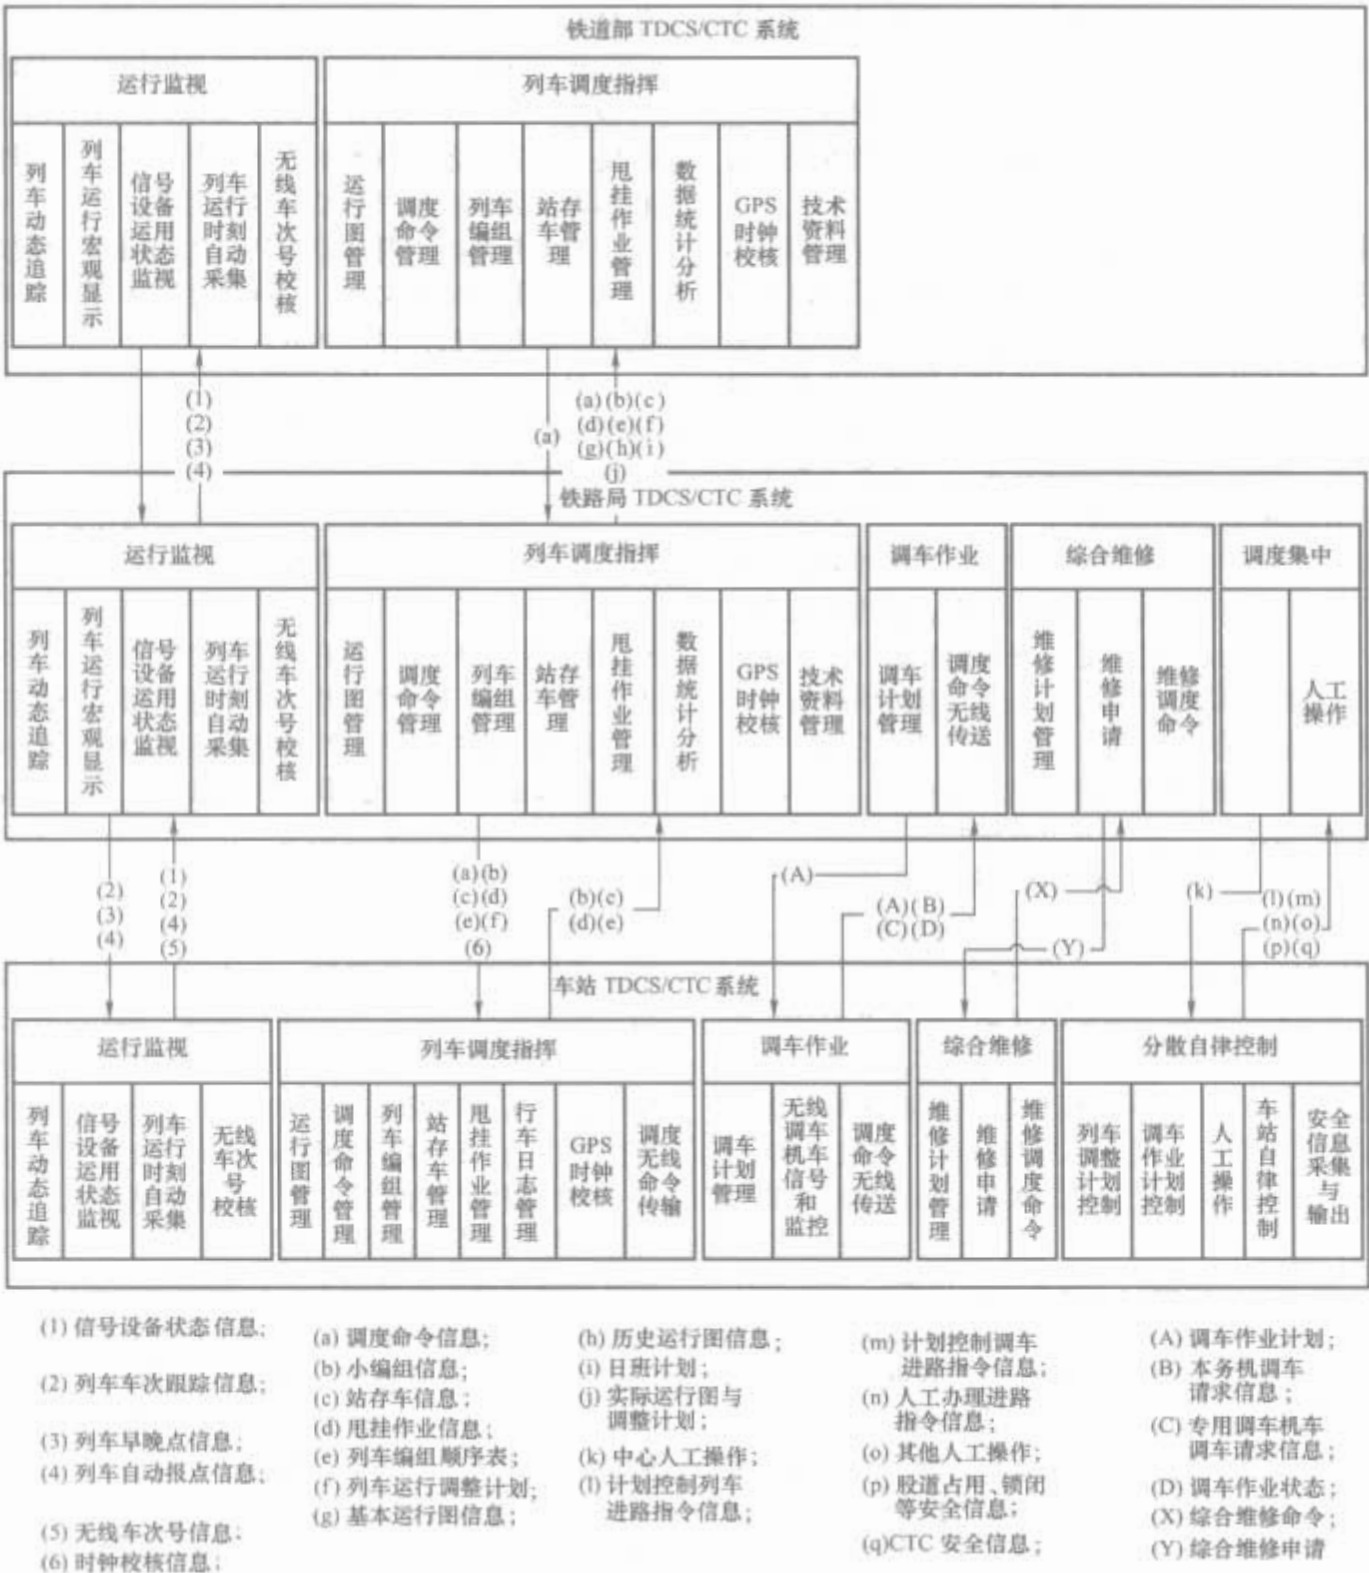 铁道部 TDCS/CTC 系统
运行监视
列车调度指挥
列车动态追踪
列车运行宏观显示
信号
设备
运用
状态
监视
列车
运行
时刻
自动
采集
无线车次号校核
运行图管理
调度
命令
管理
列车
编组
管理
站存
车管
理
甩挂作业管理
数据统计分析
GPS
时钟
校核
技术
资料
管理
(1)
(2)
(3)
(4)
(a)
(a)(b)(c)
(d)(e)(f)
(g)(h)(i)
(j)
铁路局 TDCS/CTC 系统
运行监视
列车调度指挥
调车作业
综合维修
调度集中
列车动态追踪
列车运行宏观显示
信号
设备
运用
状态
监视
列车
运行
时刻
自动
采集
无线车次号校核
运行图管理
调度
命令
管理
列车
编组
管理
站存
车管
理
甩挂作业管理
数据统计分析
GPS
时钟
校核
技术
资料
管理
调车
计划
管理
调度
命令
无线
传送
维修计划管理
维修申请
维修
调度
命令
人工
操作
(2)
(3)
(4)
(1)
(2)
(4)
(5)
(a)(b)
(c)(d)
(e)(f)
(6)
(b)(c)
(d)(e)
(A)
(A)(B)
(C)(D)
(X)
(Y)
(k)
(l)(m)
(n)(o)
(p)(q)
车站 TDCS/CTC 系统
运行监视
列车调度指挥
调车作业
综合维修
分散自律控制
列车动态追踪
信号
设备
运用
状态
监视
列车
运行
时刻
自动
采集
无线
车次
号
校核
运行图管理
调度命令管理
列车编组管理
站存车管理
甩挂作业管理
行车日志管理
GPS
时钟
校核
调度
无线
命令
传输
调车
计划
管理
无线
调车
机车
信号
和
监控
调度
命令
无线
传送
维修计划管理
维修申请
维修调度命令
列车
调整
计划
控制
调车
作业
计划
控制
人工操作
车站自律控制
安全
信息
采集
与
输出
(1) 信号设备状态信息;
(2) 列车车次跟踪信息;
(3) 列车早晚点信息;
(4) 列车自动报点信息;
(5) 无线车次号信息;
(6) 时钟校核信息;
(a) 调度命令信息;
(b) 小编组信息;
(c) 站存车信息;
(d) 甩挂作业信息;
(e) 列车编组顺序表;
(f) 列车运行调整计划;
(g) 基本运行图信息;
(h) 历史运行图信息;
(i) 日班计划;
(j) 实际运行图与
调整计划;
(k) 中心人工操作;
(l) 计划控制列车
进路指令信息;
(m) 计划控制调车
进路指令信息;
(n) 人工办理进路
指令信息;
(o) 其他人工操作;
(p) 股道占用、锁闭
等安全信息;
(q)CTC 安全信息;
(A) 调车作业计划;
(B) 本务机调车
请求信息;
(C) 专用调车机车
调车请求信息;
(D) 调车作业状态;
(X) 综合维修命令;
(Y) 综合维修申请